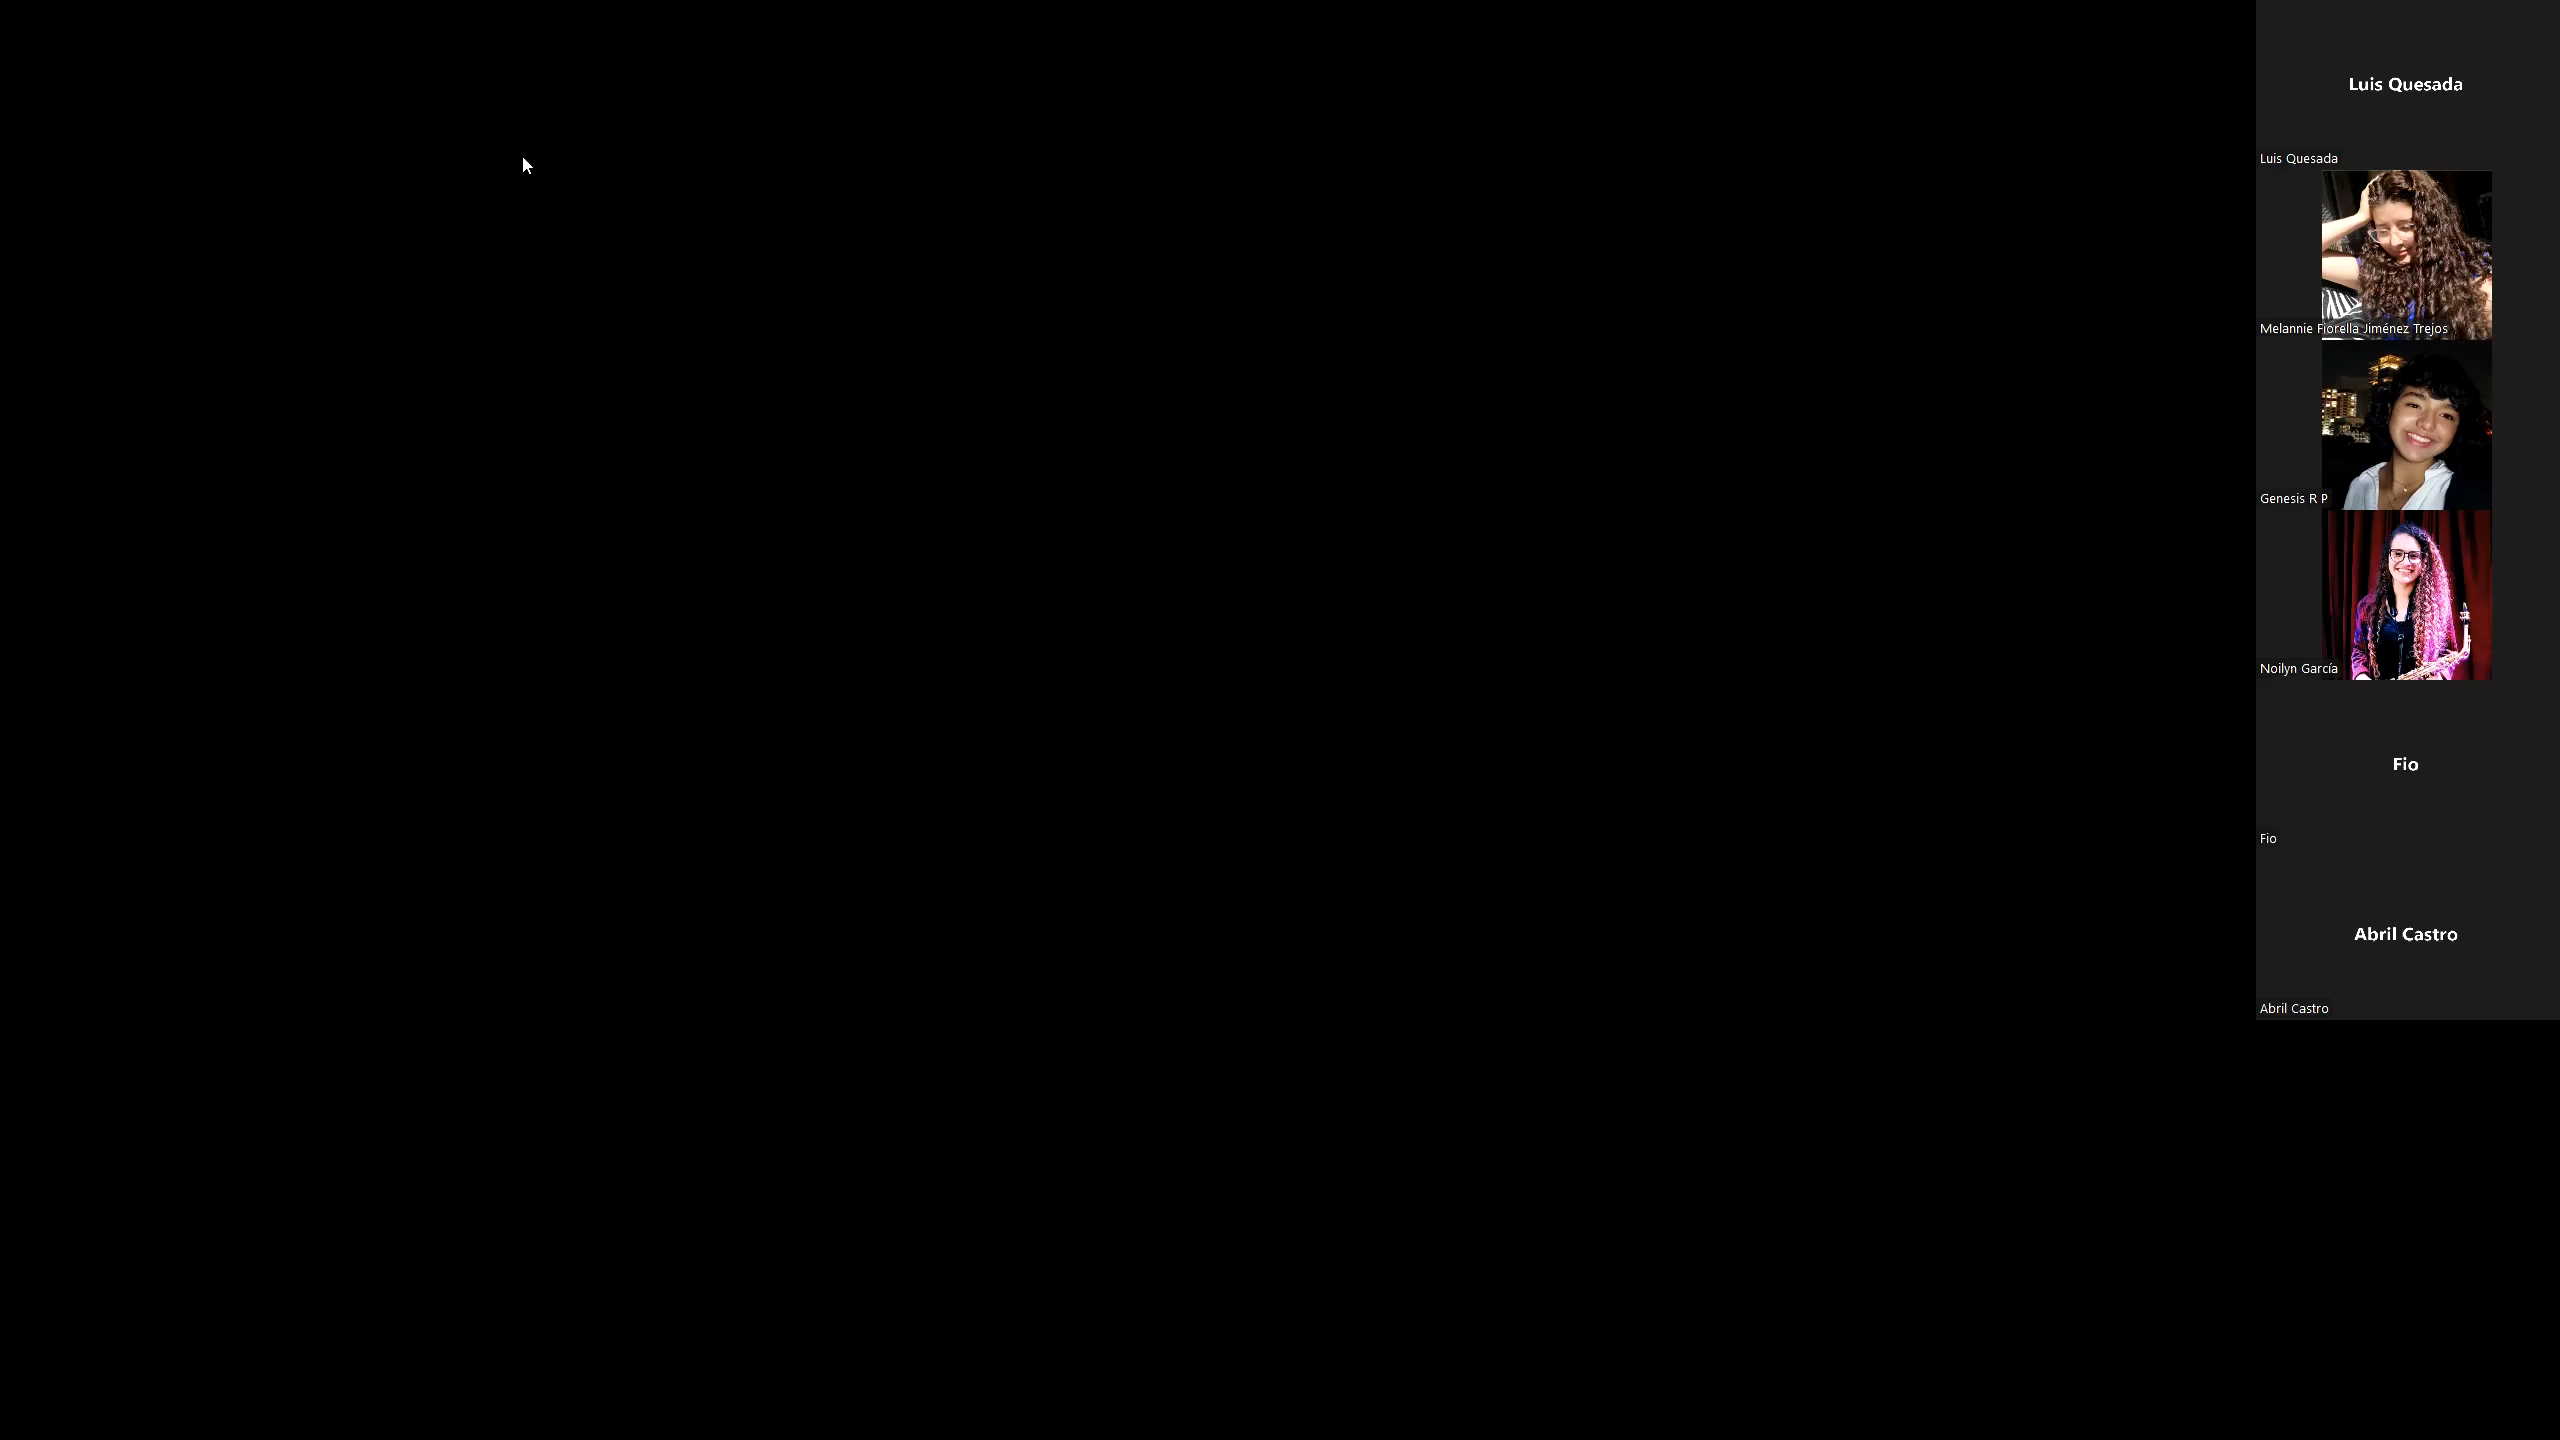 Luis Quesada
Luis Quesada
Melannie Fiorella Jiménez Trejos
Genesis R P
Noilyn García
Fio
Fio
Abril Castro
Abril Castro